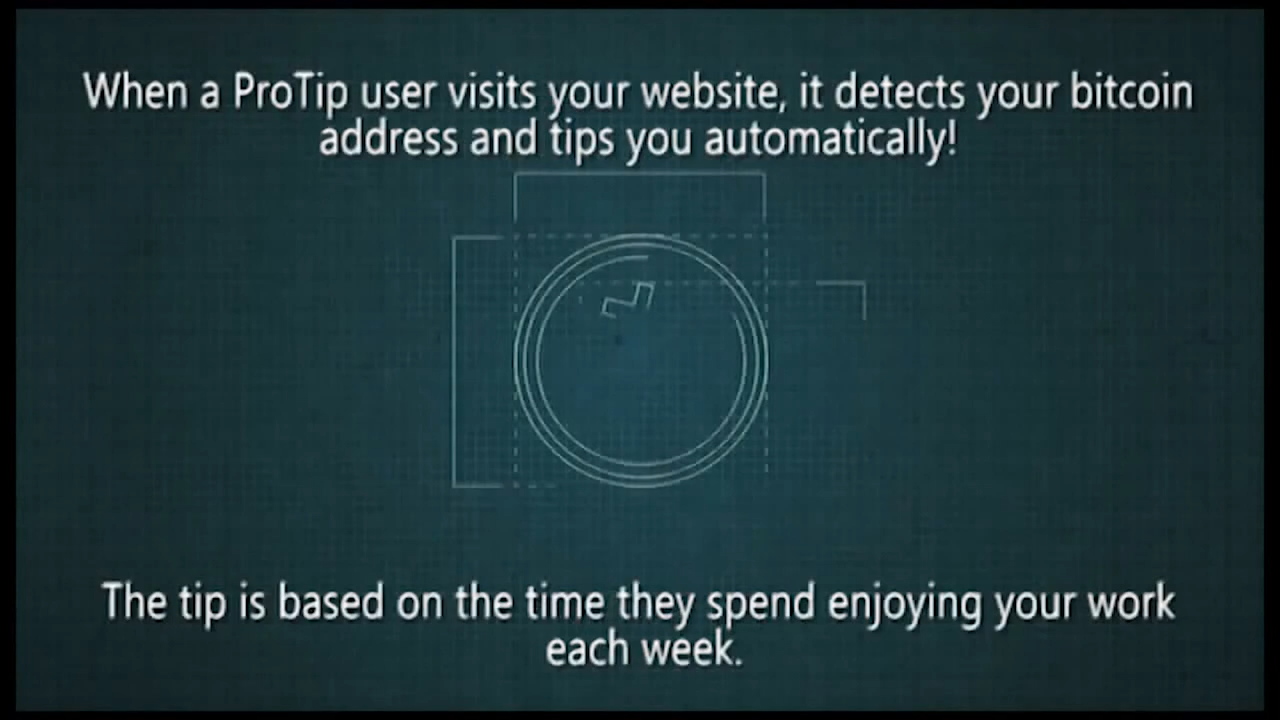 When a ProTip user visits your website, it detects your bitcoin
address and tips you automatically!
The tip is based on the time they spend enjoying your work
each week.